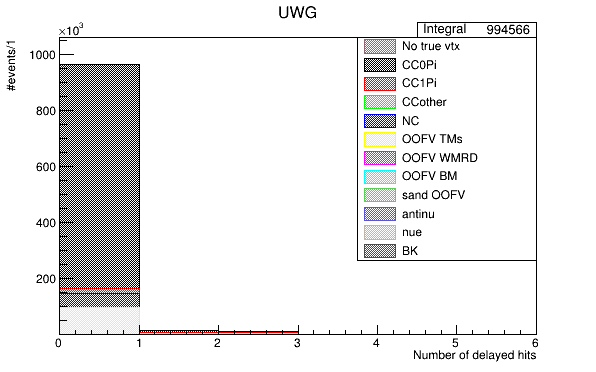 UWG
×10³
Integral 994566
#events/1
1000
800
600
400
200
No true vtx
CC0Pi
CC1Pi
CCother
NC
OOFV TMs
OOFV WMRD
OOFV BM
sand OOFV
antinu
nue
BK
0 1 2 3 4 5 6
Number of delayed hits